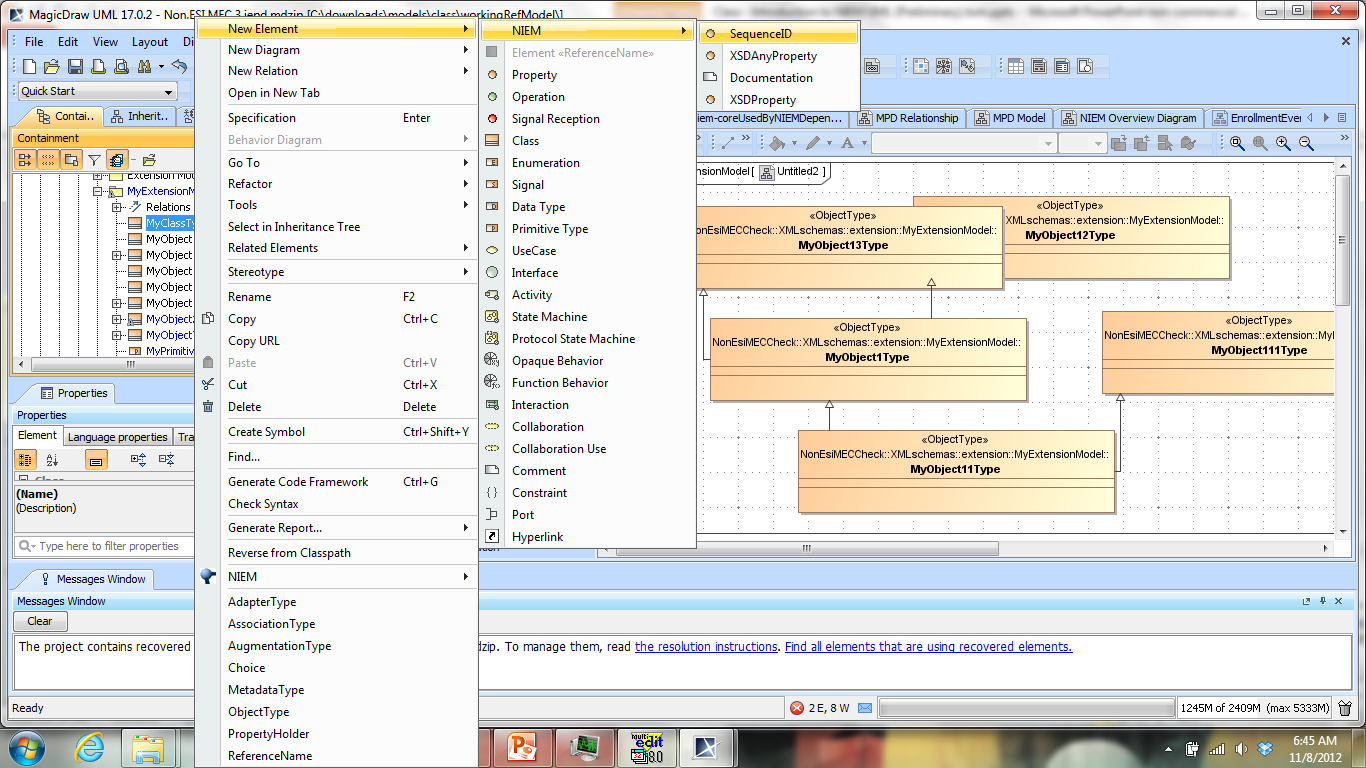 MagicDraw UML 17.0.2 - Non.ESI MEC 3 iepd.mdzip [C:\downloads\models\class\workingRefModel\]
File Edit View Layout
Quick Start
Contai..
Inherit..
Containment
Extension
MyExtensionM
Relations
MyClassTy
MyObject
MyObject
MyObject
MyObject
MyObject
MyObject
MyObject
MyPrimitiv
Properties
Properties
Element
Language properties
Class
(Name)
(Description)
Type here to filter properties
New Element
New Diagram
New Relation
Open in New Tab
Specification Enter
Behavior Diagram
Go To
Refactor
Tools
Select in Inheritance Tree
Related Elements
Stereotype
Rename F2
Copy Ctrl+C
Copy URL
Paste Ctrl+V
Cut Ctrl+X
Delete Delete
Create Symbol Ctrl+Shift+Y
Find...
Generate Code Framework Ctrl+G
Check Syntax
Generate Report...
Reverse from Classpath
NIEM
AdapterType
AssociationType
AugmentationType
Choice
MetadataType
ObjectType
PropertyHolder
ReferenceName
NIEM
Element «ReferenceName»
Property
Operation
Signal Reception
Class
Enumeration
Signal
Data Type
Primitive Type
UseCase
Interface
Activity
State Machine
Protocol State Machine
Opaque Behavior
Function Behavior
Interaction
Collaboration
Collaboration Use
Comment
Constraint
Port
Hyperlink
SequenceID
XSDAnyProperty
Documentation
XSDProperty
iem-coreUsedByNIEMDepen...
MPD Relationship
MPD Model
NIEM Overview Diagram
EnrollmentEver
nsionModel[ Untitled2 ]
«ObjectType»
NonEsiMECCheck::XMLschemas::extension::MyExtensionModel::
MyObject13Type
«ObjectType»
XMLschemas::extension::MyExtensionModel::
MyObject12Type
«ObjectType»
NonEsiMECCheck::XMLschemas::extension::MyExtensionModel::
MyObject1Type
«ObjectType»
NonEsiMECCheck::XMLschemas::extension::MyE
MyObject111Type
«ObjectType»
NonEsiMECCheck::XMLschemas::extension::MyExtensionModel::
MyObject11Type
Messages Window
Messages Window
Clear
The project contains recovered
dzip. To manage them, read the resolution instructions. Find all elements that are using recovered elements.
Ready
2 E, 8 W
1245M of 2409M (max 5333M)
multi edit 8.0
6:45 AM
11/8/2012